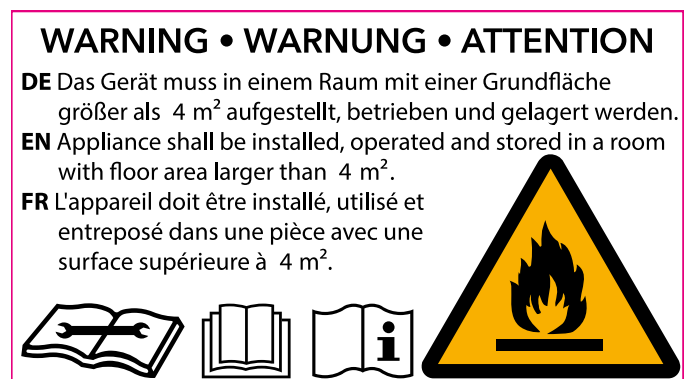 WARNING • WARNUNG • ATTENTION
DE Das Gerät muss in einem Raum mit einer Grundfläche
größer als 4 m² aufgestellt, betrieben und gelagert werden.
EN Appliance shall be installed, operated and stored in a room
with floor area larger than 4 m².
FR L'appareil doit être installé, utilisé et
entreposé dans une pièce avec une
surface supérieure à 4 m².
i